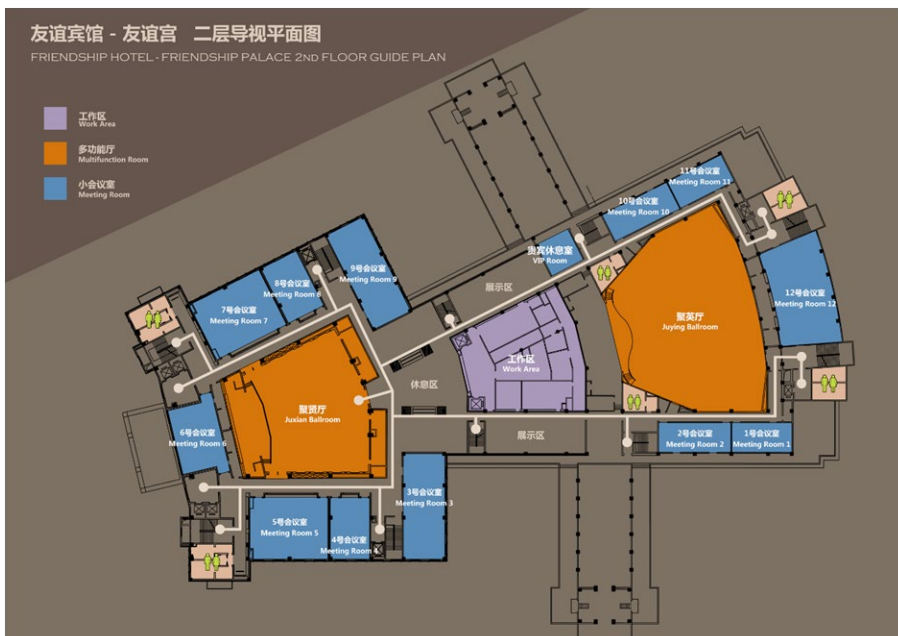 友谊宾馆 - 友谊宫 二层导视平面图
FRIENDSHIP HOTEL - FRIENDSHIP PALACE 2ND FLOOR GUIDE PLAN
工作区
Work Area
多功能厅
Multifunction Room
小会议室
Meeting Room
11号会议室
Meeting Room 11
10号会议室
Meeting Room 10
贵宾休息室
VIP Room
9号会议室
Meeting Room 9
8号会议室
Meeting Room 8
7号会议室
Meeting Room 7
展示区
12号会议室
Meeting Room 12
聚英厅
Juying Ballroom
工作区
Work Area
休息区
聚贤厅
Juxian Ballroom
6号会议室
Meeting Room 6
展示区
2号会议室
Meeting Room 2
1号会议室
Meeting Room 1
3号会议室
Meeting Room 3
5号会议室
Meeting Room 5
4号会议室
Meeting Room 4